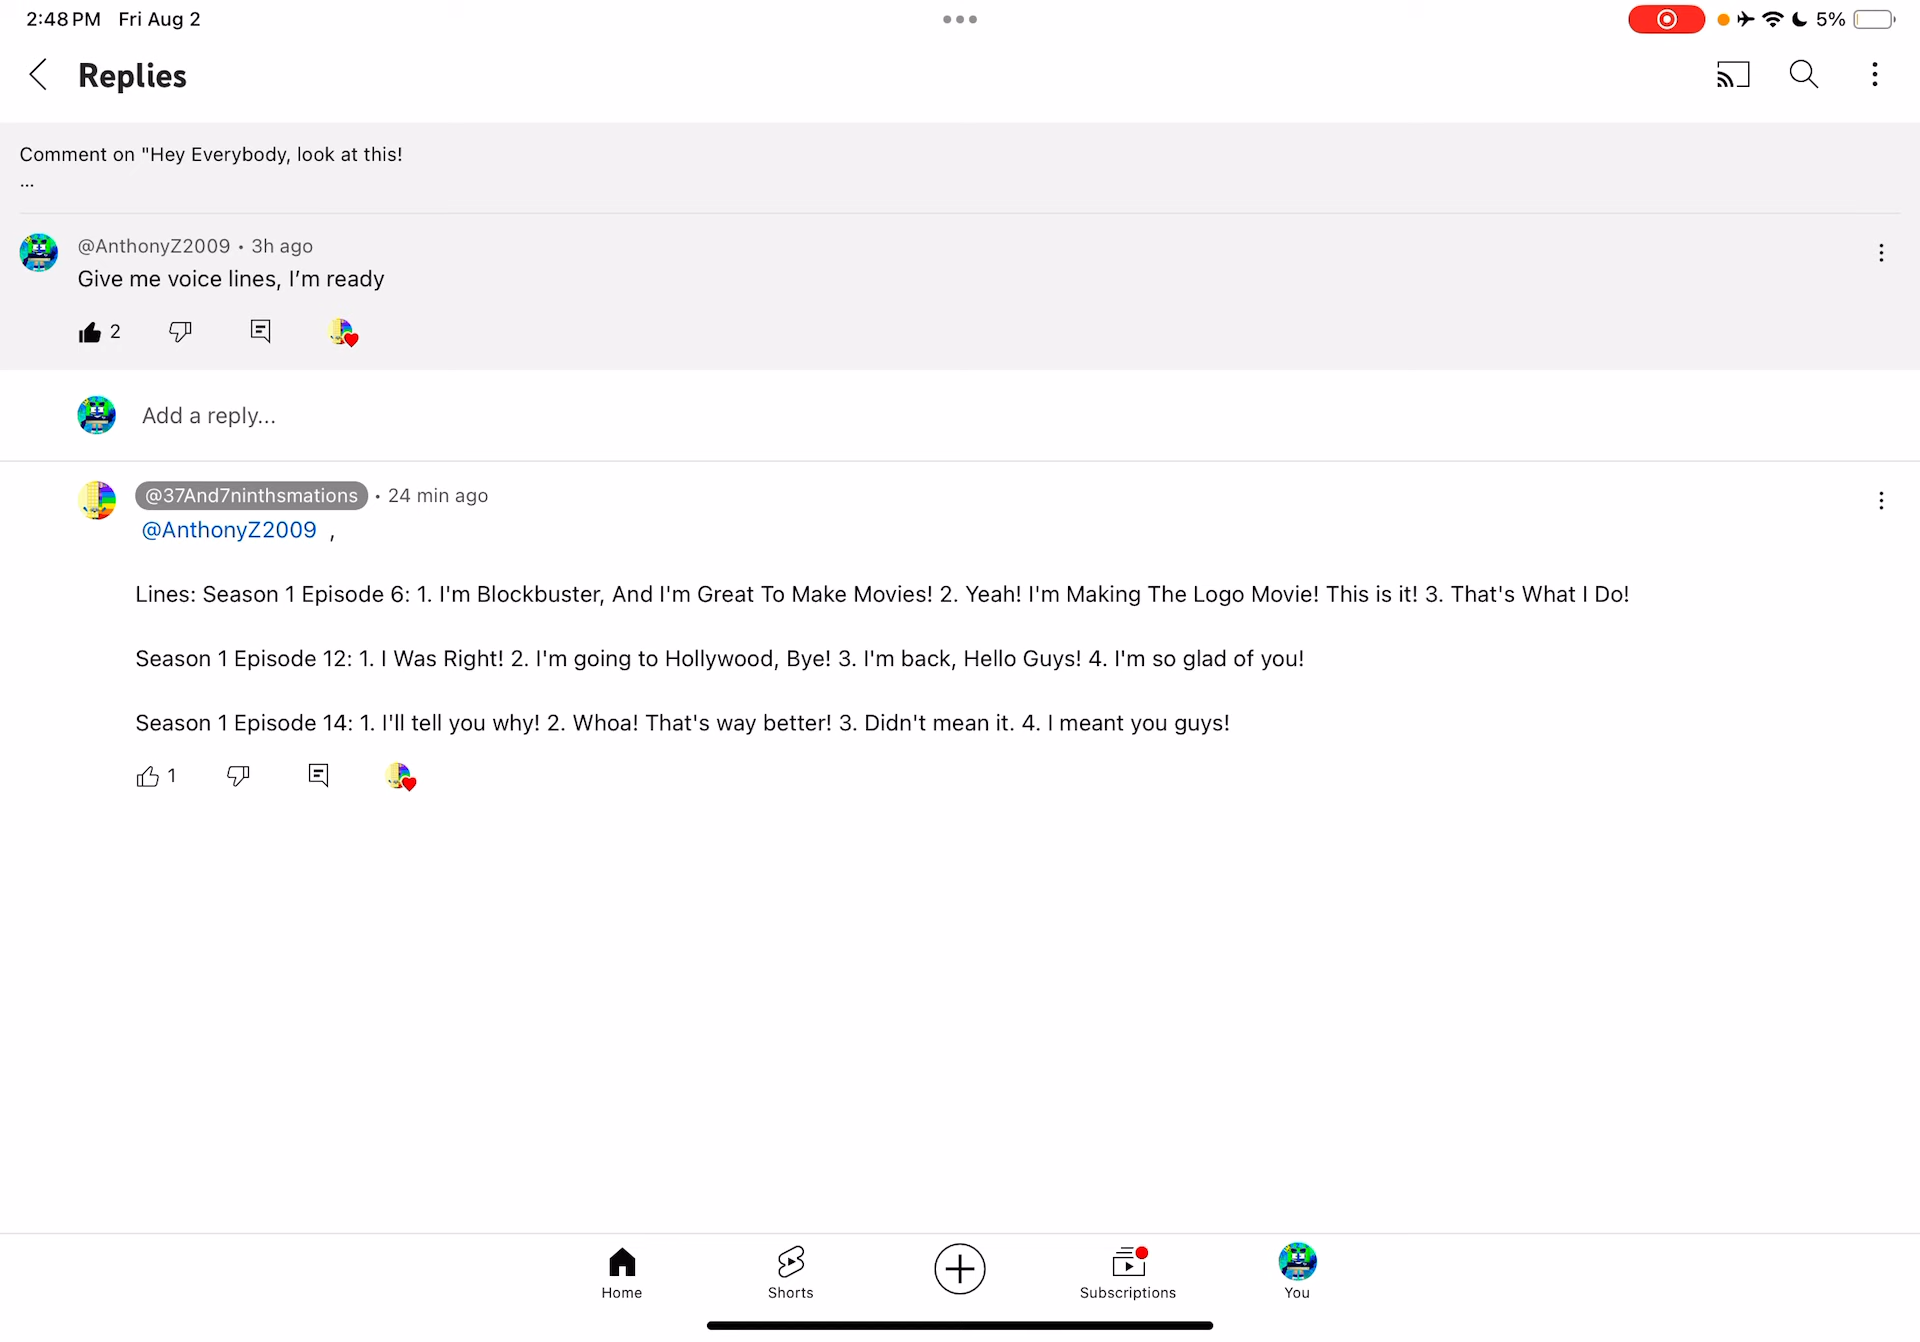 2:48 PM Fri Aug 2
5%
Replies
Comment on "Hey Everybody, look at this!
...
@AnthonyZ2009 • 3h ago
Give me voice lines, I’m ready
2
Add a reply...
@37And7ninthsmations • 24 min ago
@AnthonyZ2009 ,
Lines: Season 1 Episode 6: 1. I'm Blockbuster, And I'm Great To Make Movies! 2. Yeah! I'm Making The Logo Movie! This is it! 3. That's What I Do!
Season 1 Episode 12: 1. I Was Right! 2. I'm going to Hollywood, Bye! 3. I'm back, Hello Guys! 4. I'm so glad of you!
Season 1 Episode 14: 1. I'll tell you why! 2. Whoa! That's way better! 3. Didn't mean it. 4. I meant you guys!
1
Home Shorts Subscriptions You